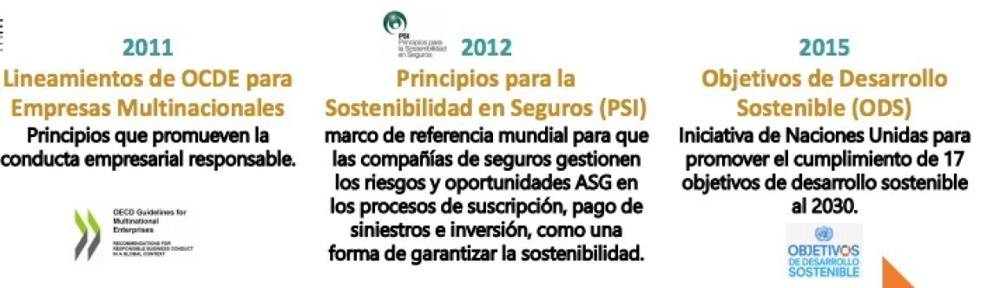 2011
Lineamientos de OCDE para
Empresas Multinacionales
Principios que promueven la
conducta empresarial responsable.
OECD Guidelines for
Multinational
Enterprises
RECOMMENDATIONS FOR
RESPONSIBLE BUSINESS CONDUCT
IN A GLOBAL CONTEXT
PSI
Principios para
la Sostenibilidad
en Seguros
2012
Principios para la
Sostenibilidad en Seguros (PSI)
marco de referencia mundial para que
las compañías de seguros gestionen
los riesgos y oportunidades ASG en
los procesos de suscripción, pago de
siniestros e inversión, como una
forma de garantizar la sostenibilidad.
2015
Objetivos de Desarrollo
Sostenible (ODS)
Iniciativa de Naciones Unidas para
promover el cumplimiento de 17
objetivos de desarrollo sostenible
al 2030.
OBJETIVOS
DE DESARROLLO
SOSTENIBLE